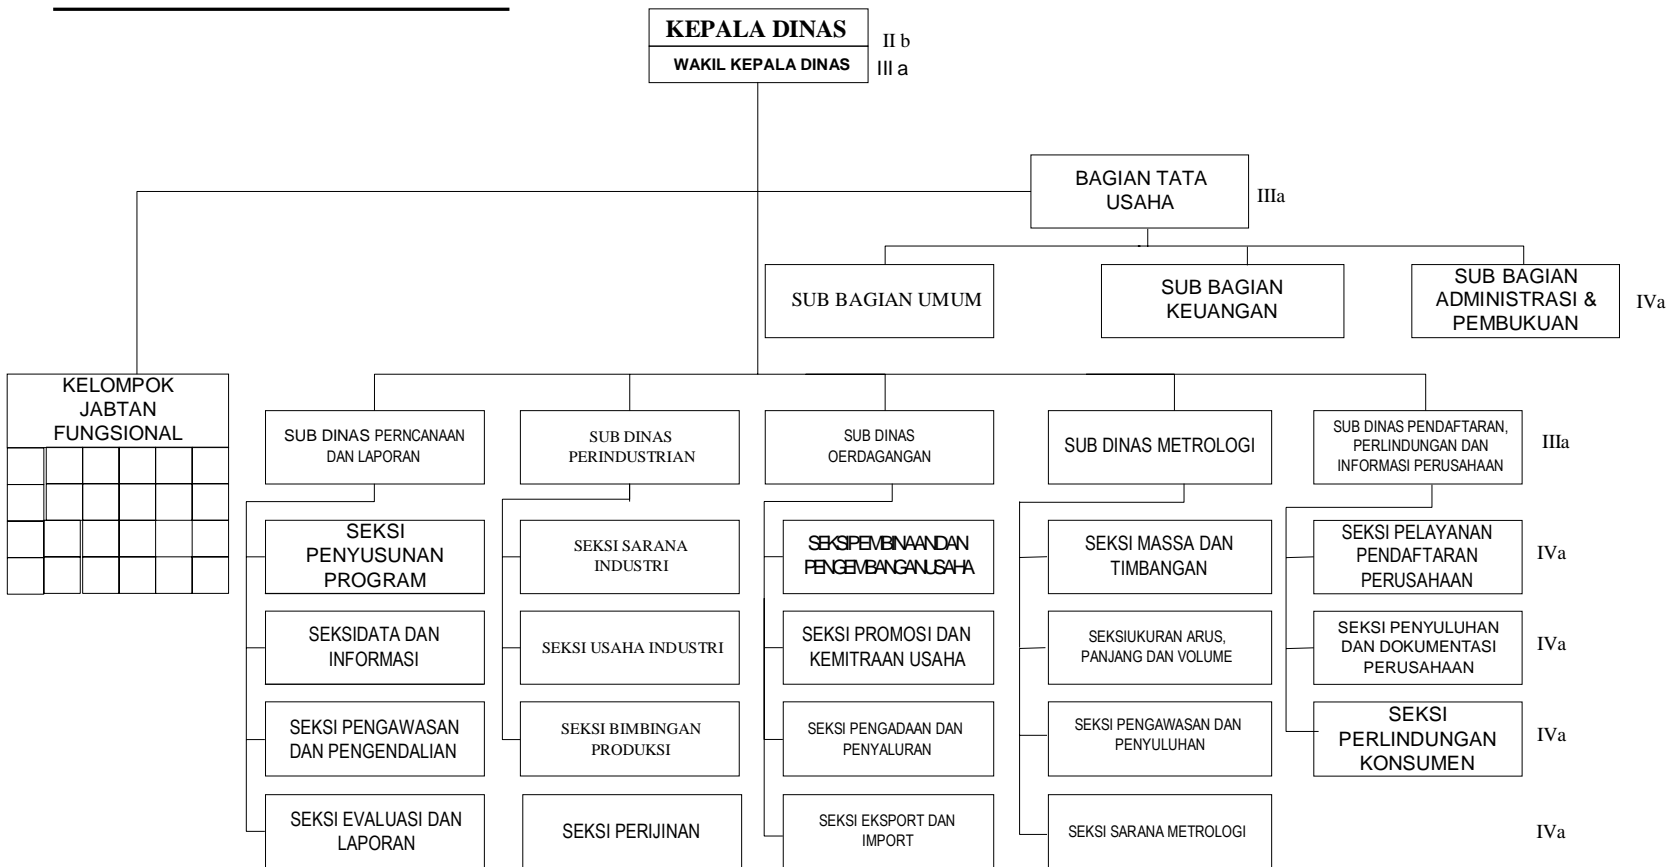 KEPALA DINAS
II b
WAKIL KEPALA DINAS
III a
BAGIAN TATA
USAHA
IIIa
SUB BAGIAN UMUM
SUB BAGIAN
KEUANGAN
SUB BAGIAN
ADMINISTRASI &
PEMBUKUAN
IVa
KELOMPOK
JABTAN
FUNGSIONAL
SUB DINAS PERNCANAAN
DAN LAPORAN
SUB DINAS
PERINDUSTRIAN
SUB DINAS
OERDAGANGAN
SUB DINAS METROLOGI
SUB DINAS PENDAFTARAN,
PERLINDUNGAN DAN
INFORMASI PERUSAHAAN
IIIa
SEKSI
PENYUSUNAN
PROGRAM
SEKSI SARANA
INDUSTRI
SEKSIPEMBINAANDAN
PENGEMBANGANUSAHA
SEKSI MASSA DAN
TIMBANGAN
SEKSI PELAYANAN
PENDAFTARAN
PERUSAHAAN
IVa
SEKSIDATA DAN
INFORMASI
SEKSI USAHA INDUSTRI
SEKSI PROMOSI DAN
KEMITRAAN USAHA
SEKSIUKURAN ARUS,
PANJANG DAN VOLUME
SEKSI PENYULUHAN
DAN DOKUMENTASI
PERUSAHAAN
IVa
SEKSI PENGAWASAN
DAN PENGENDALIAN
SEKSI BIMBINGAN
PRODUKSI
SEKSI PENGADAAN DAN
PENYALURAN
SEKSI PENGAWASAN DAN
PENYULUHAN
SEKSI
PERLINDUNGAN
KONSUMEN
IVa
SEKSI EVALUASI DAN
LAPORAN
SEKSI PERIJINAN
SEKSI EKSPORT DAN
IMPORT
SEKSI SARANA METROLOGI
IVa